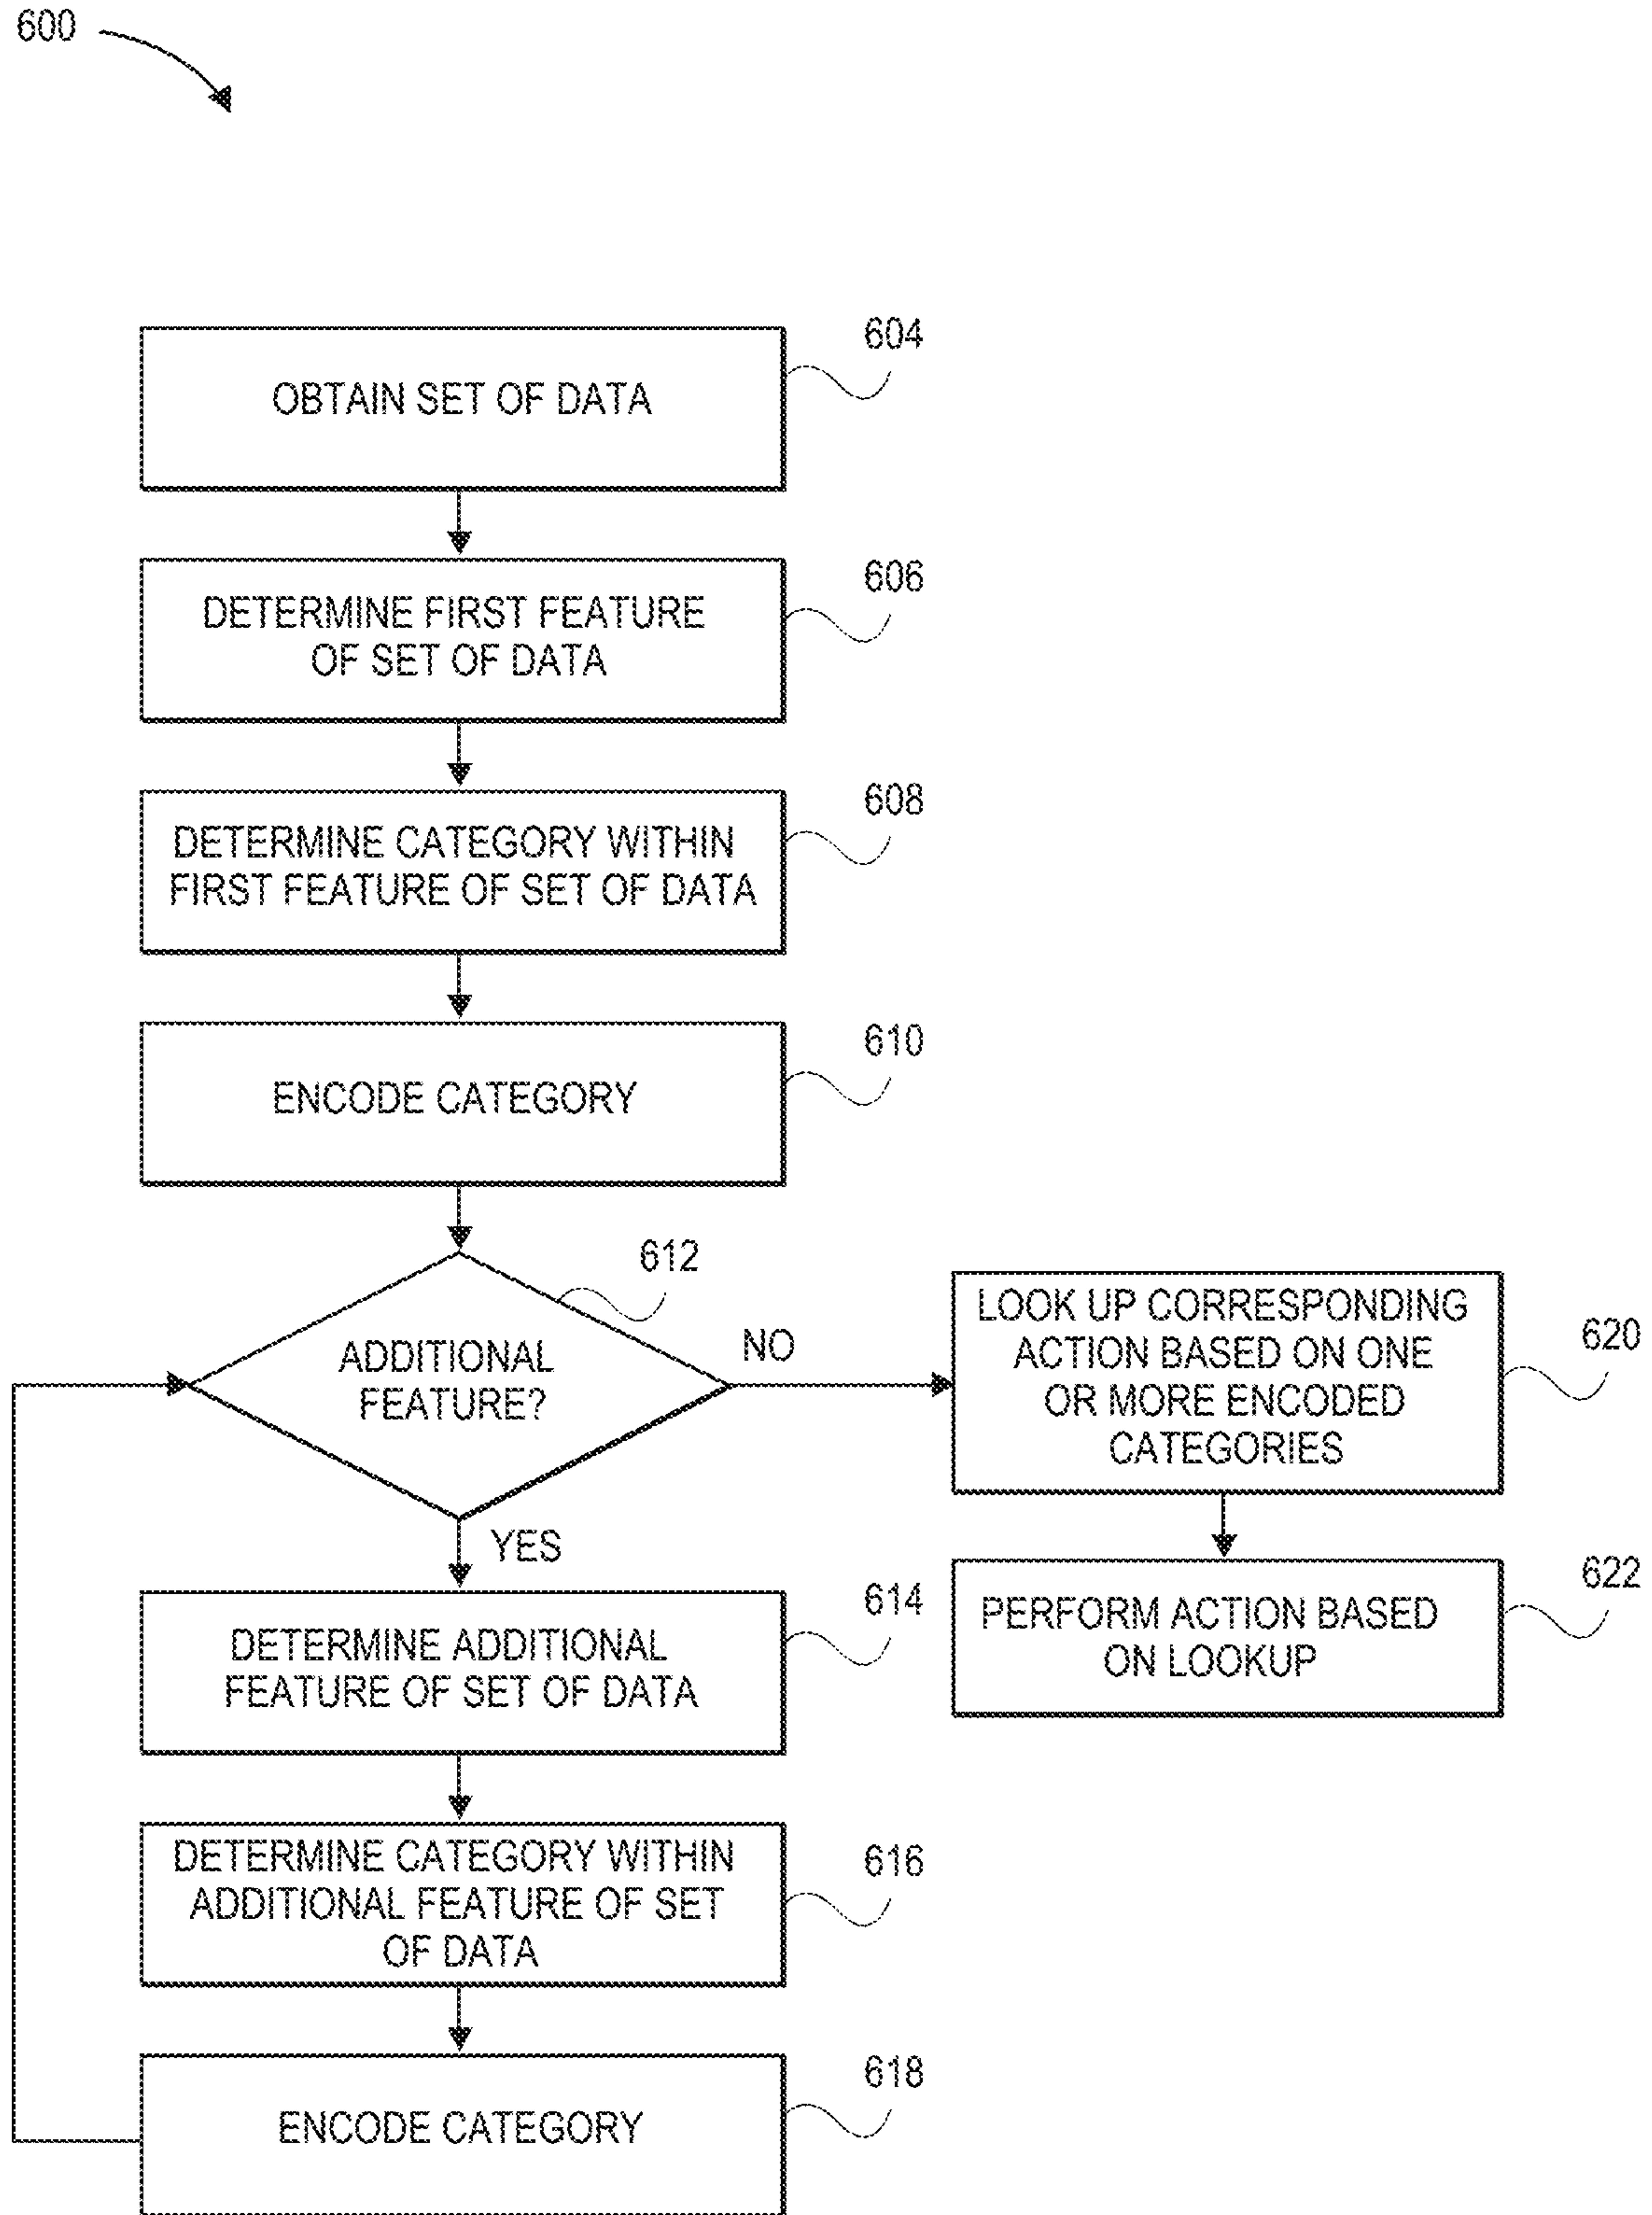 600
604
OBTAIN SET OF DATA
606
DETERMINE FIRST FEATURE
OF SET OF DATA
608
DETERMINE CATEGORY WITHIN
FIRST FEATURE OF SET OF DATA
610
ENCODE CATEGORY
612
ADDITIONAL
FEATURE?
NO
YES
LOOK UP CORRESPONDING
ACTION BASED ON ONE
OR MORE ENCODED
CATEGORIES
620
PERFORM ACTION BASED
ON LOOKUP
622
614
DETERMINE ADDITIONAL
FEATURE OF SET OF DATA
616
DETERMINE CATEGORY WITHIN
ADDITIONAL FEATURE OF SET
OF DATA
618
ENCODE CATEGORY